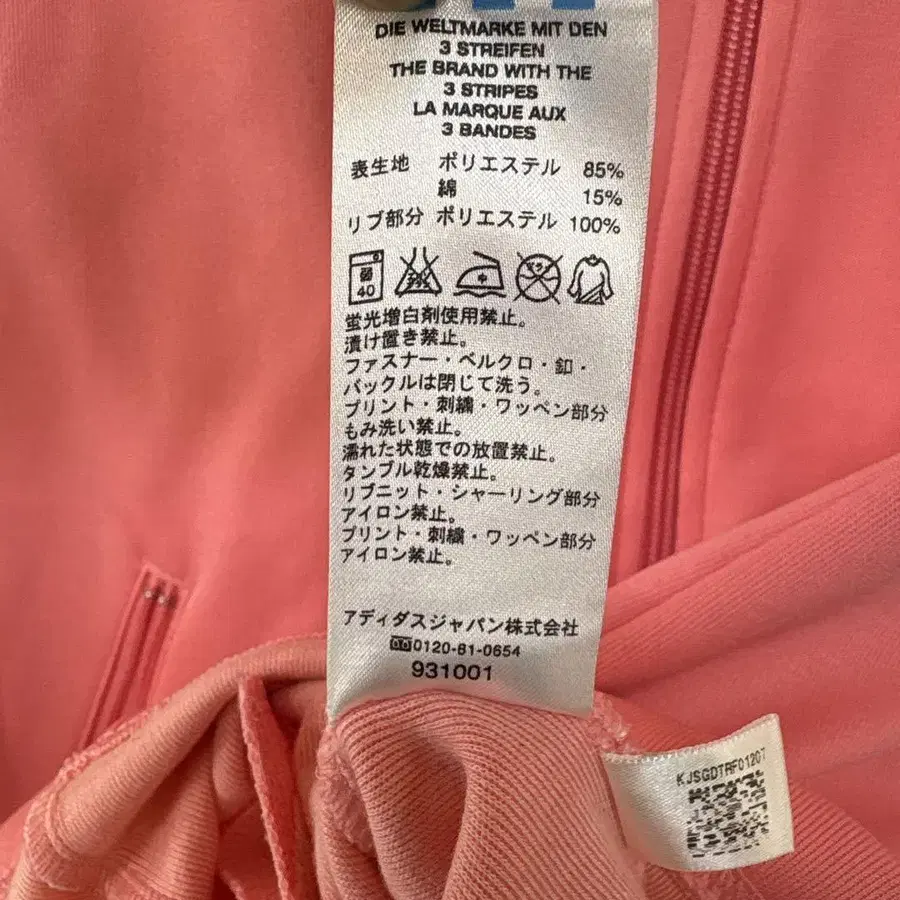 DIE WELTMARKE MIT DEN
3 STREIFEN
THE BRAND WITH THE
3 STRIPES
LA MARQUE AUX
3 BANDES
表生地 ポリエステル 85%
綿 15%
リブ部分 ポリエステル 100%
40 中
蛍光増白剤使用禁止。
漬け置き禁止。
ファスナー・ベルクロ・釦・
バックルは閉じて洗う。
プリント・刺繍・ワッペン部分
もみ洗い禁止。
濡れた状態での放置禁止。
タンブル乾燥禁止。
リブニット・シャーリング部分
アイロン禁止。
プリント・刺繍・ワッペン部分
アイロン禁止。
アディダスジャパン株式会社
0120-81-0654
931001
KJSGDTRF01207